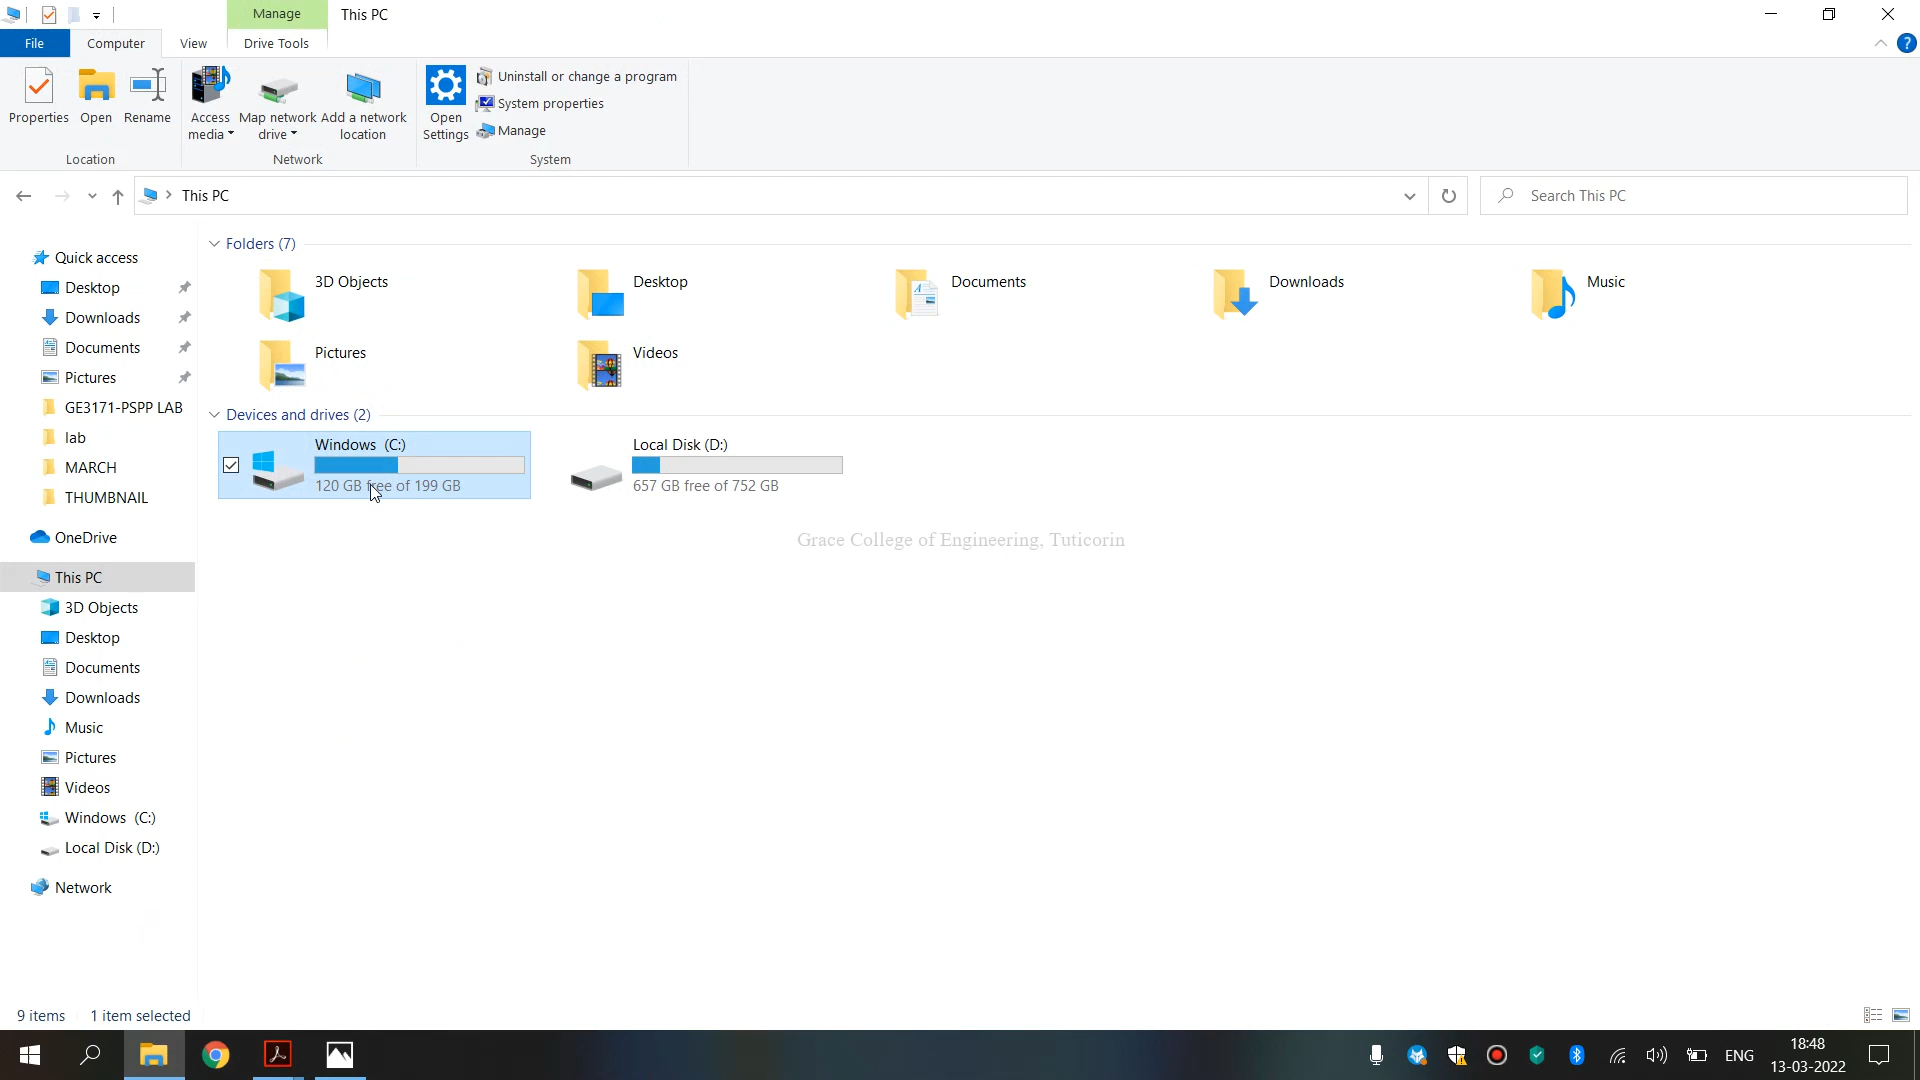 Manage
This PC
File
Computer
View
Drive Tools
Properties
Open
Rename
Access media
Map network drive
Add a network location
Open Settings
Uninstall or change a program
System properties
Manage
Location
Network
System
This PC
Search This PC
Quick access
Desktop
Downloads
Documents
Pictures
GE3171-PSPP LAB
lab
MARCH
THUMBNAIL
OneDrive
This PC
3D Objects
Desktop
Documents
Downloads
Music
Pictures
Videos
Windows (C:)
Local Disk (D:)
Network
Folders (7)
3D Objects
Desktop
Documents
Downloads
Music
Pictures
Videos
Devices and drives (2)
Windows (C:)
120 GB free of 199 GB
Local Disk (D:)
657 GB free of 752 GB
Grace College of Engineering, Tuticorin
9 items
1 item selected
ENG
18:48
13-03-2022